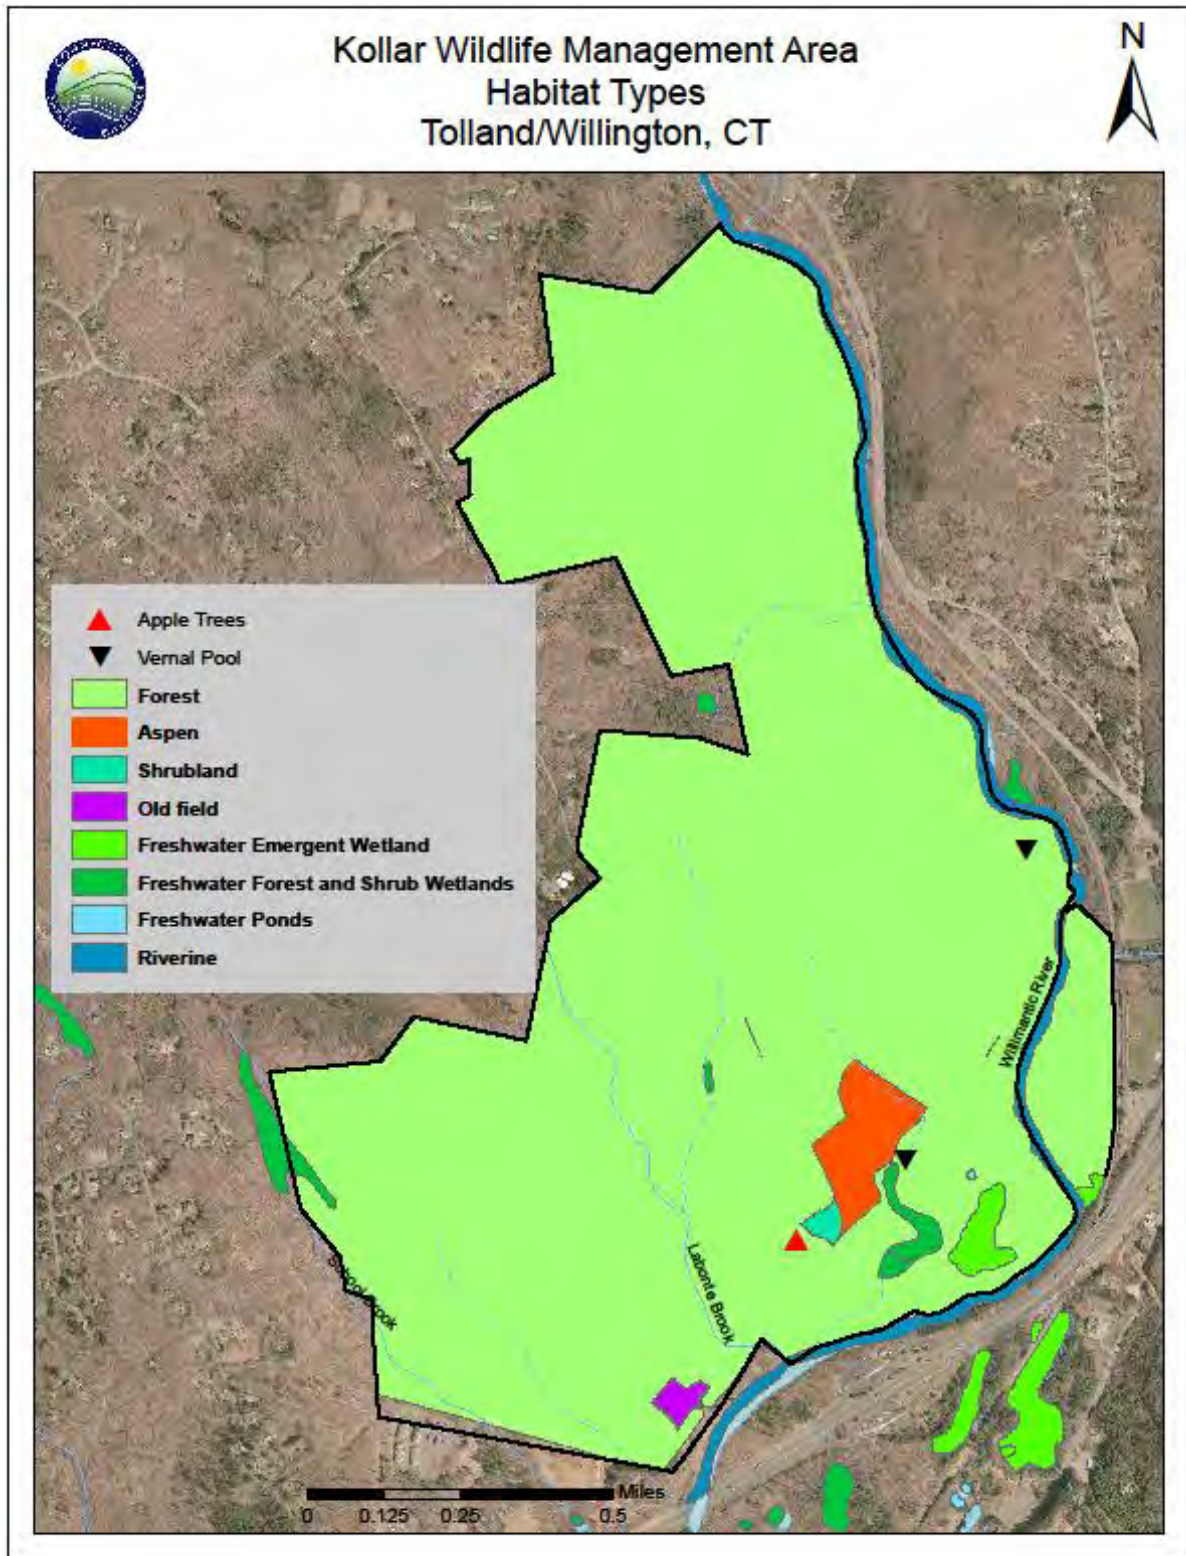 Kollar Wildlife Management Area
Habitat Types
Tolland/Willington, CT
N
Apple Trees
Vernal Pool
Forest
Aspen
Shrubland
Old field
Freshwater Emergent Wetland
Freshwater Forest and Shrub Wetlands
Freshwater Ponds
Riverine
Willimantic River
Labonte Brook
School Brook
Miles
0 0.125 0.25 0.5